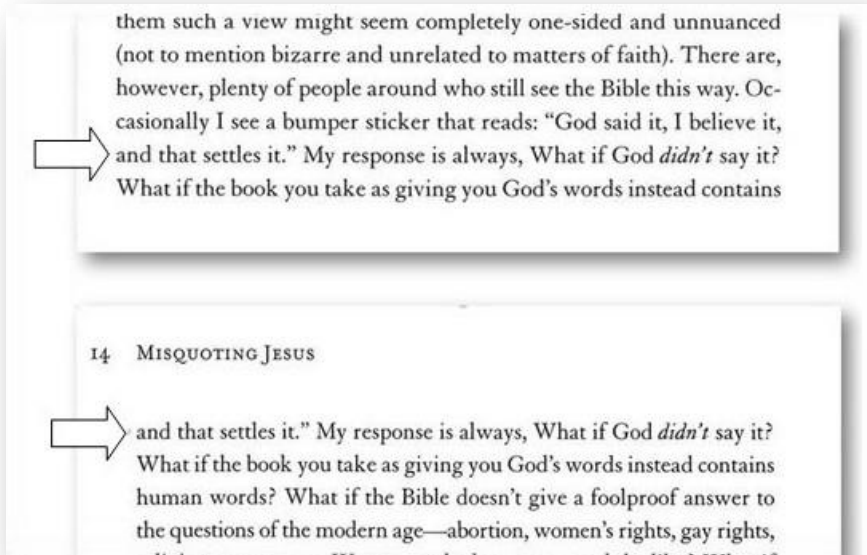 them such a view might seem completely one-sided and unnuanced
(not to mention bizarre and unrelated to matters of faith). There are,
however, plenty of people around who still see the Bible this way. Oc-
casionally I see a bumper sticker that reads: “God said it, I believe it,
and that settles it.” My response is always, What if God didn’t say it?
What if the book you take as giving you God’s words instead contains
14 MISQUOTING JESUS
and that settles it.” My response is always, What if God didn’t say it?
What if the book you take as giving you God’s words instead contains
human words? What if the Bible doesn’t give a foolproof answer to
the questions of the modern age—abortion, women’s rights, gay rights,